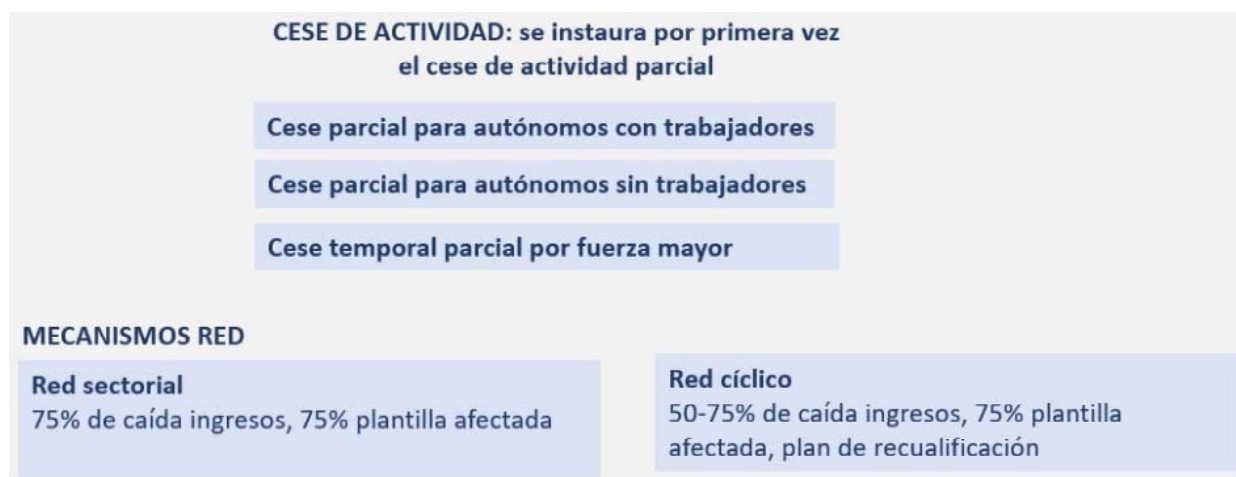 CESE DE ACTIVIDAD: se instaura por primera vez
el cese de actividad parcial
Cese parcial para autónomos con trabajadores
Cese parcial para autónomos sin trabajadores
Cese temporal parcial por fuerza mayor
MECANISMOS RED
Red sectorial
75% de caída ingresos, 75% plantilla afectada
Red cíclico
50-75% de caída ingresos, 75% plantilla
afectada, plan de recualificación